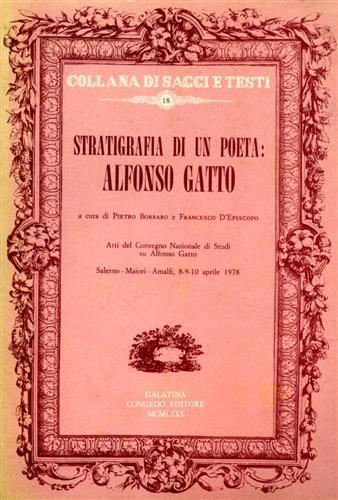 COLLANA DI SAGGI E TESTI
18
STRATIGRAFIA DI UN POETA:
ALFONSO GATTO
a cura di PIETRO BORRARO e FRANCESCO D'EPISCOPO
Atti del Convegno Nazionale di Studi
su Alfonso Gatto
Salerno - Maiori - Amalfi, 8-9-10 aprile 1978
GALATINA
CONGEDO EDITORE
MCMLXXX